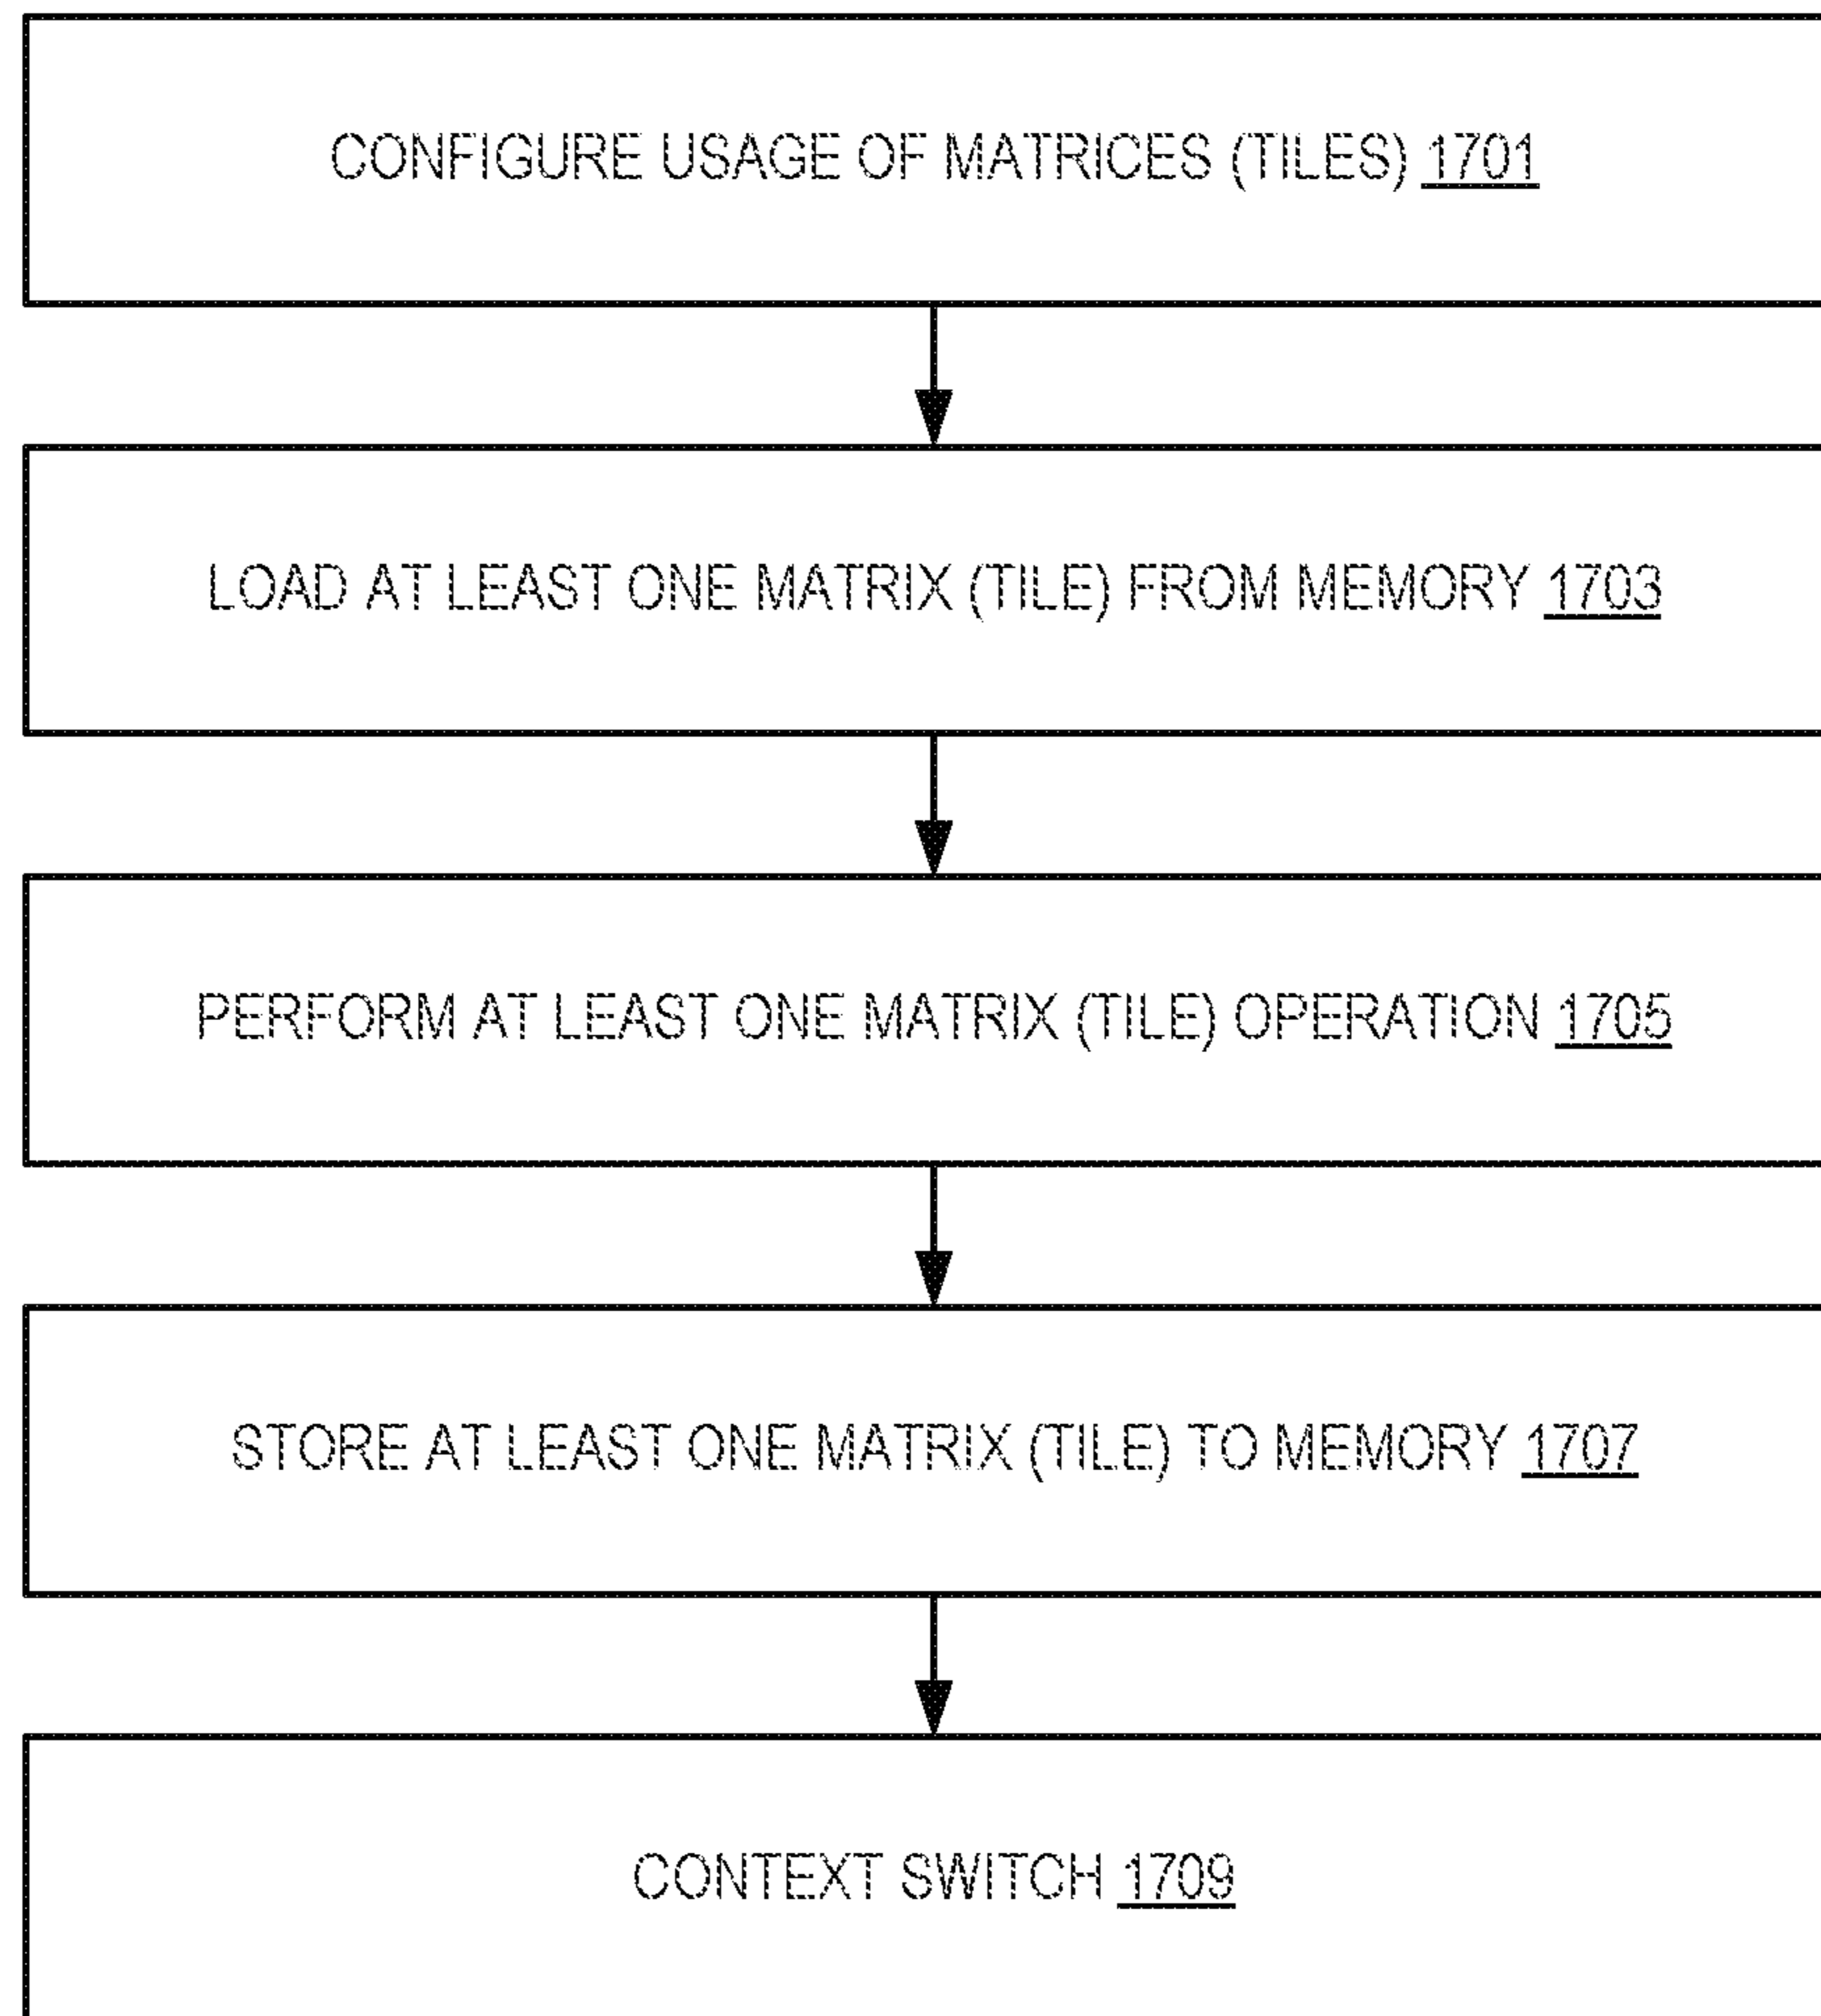 CONFIGURE USAGE OF MATRICES (TILES) 1701
LOAD AT LEAST ONE MATRIX (TILE) FROM MEMORY 1703
PERFORM AT LEAST ONE MATRIX (TILE) OPERATION 1705
STORE AT LEAST ONE MATRIX (TILE) TO MEMORY 1707
CONTEXT SWITCH 1709